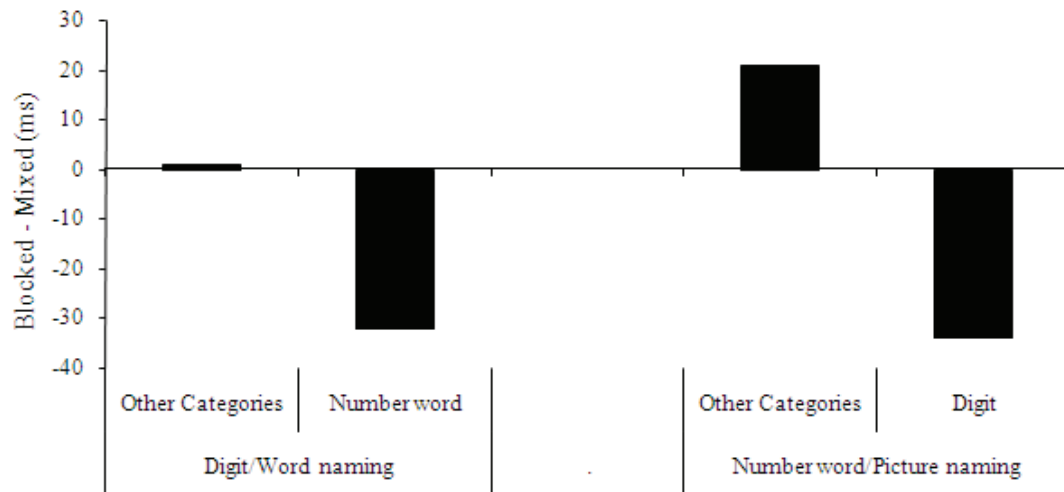 30
20
10
0
-10
-20
-30
-40
Blocked - Mixed (ms)
Other Categories Number word Other Categories Digit
Digit/Word naming . Number word/Picture naming